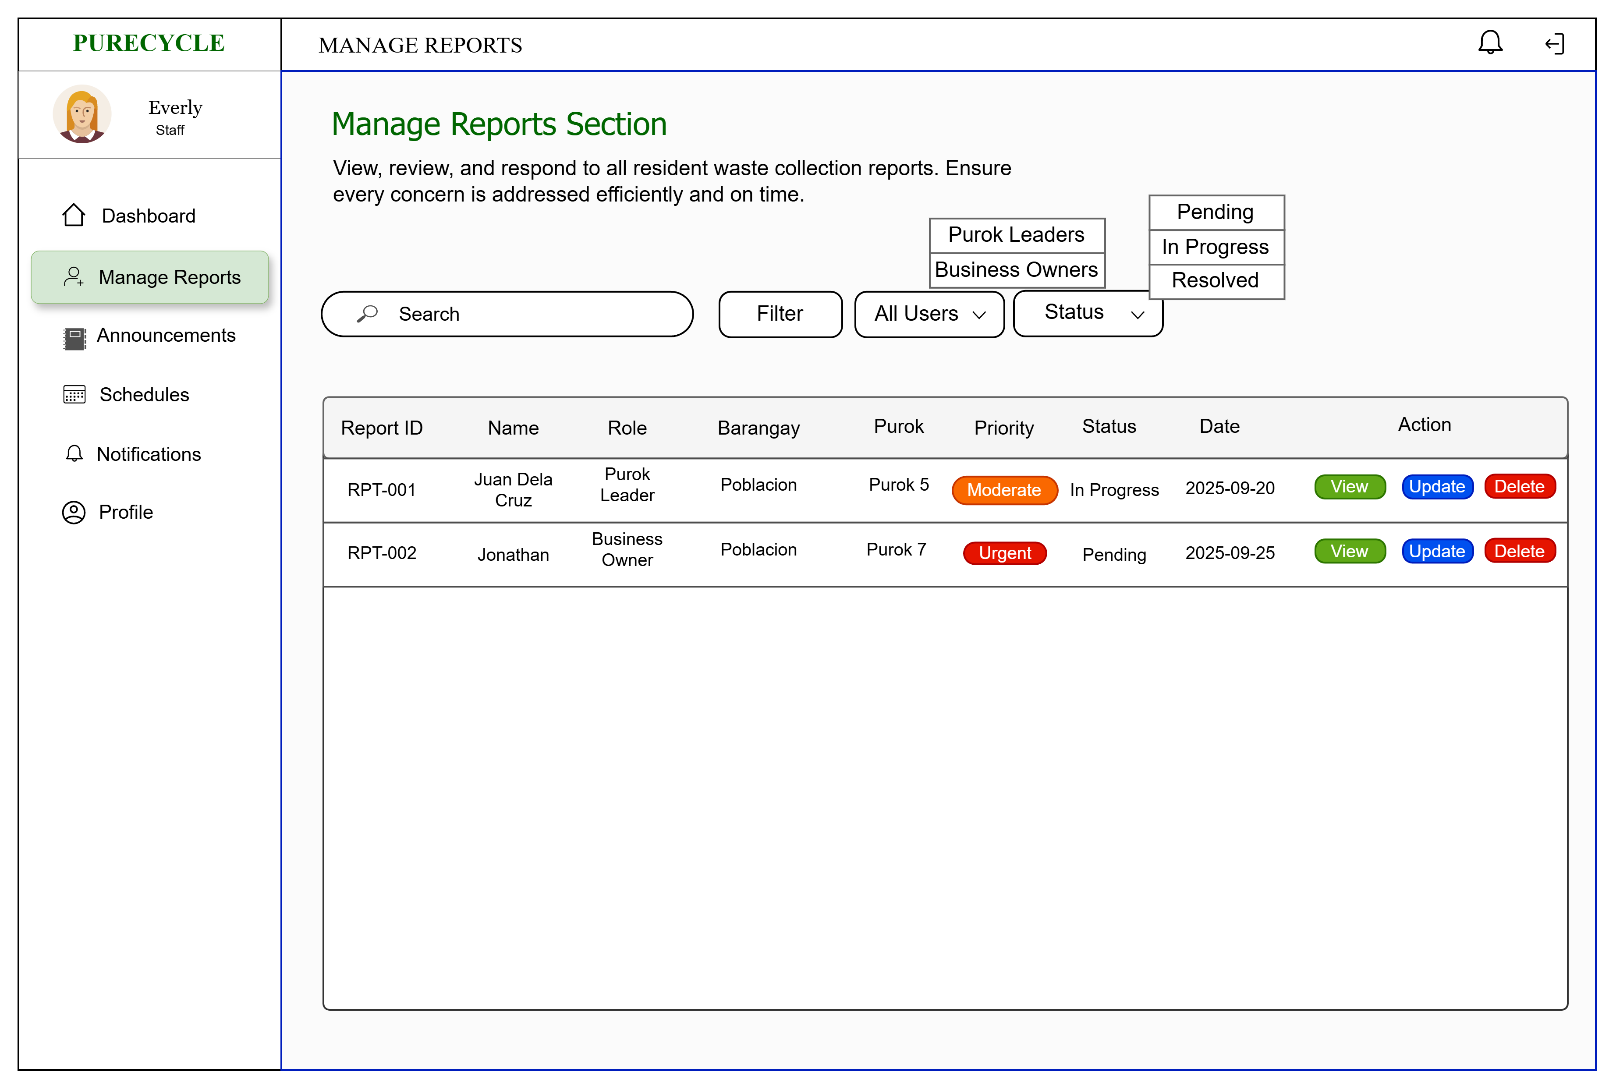 PURECYCLE
MANAGE REPORTS
Everly
Staff
Dashboard
Manage Reports
Announcements
Schedules
Notifications
Profile
Manage Reports Section
View, review, and respond to all resident waste collection reports. Ensure
every concern is addressed efficiently and on time.
Purok Leaders
Business Owners
Pending
In Progress
Resolved
Search
Filter
All Users
Status
Report ID Name Role Barangay Purok Priority Status Date Action
RPT-001 Juan Dela Cruz Purok Leader Poblacion Purok 5 Moderate In Progress 2025-09-20 View Update Delete
RPT-002 Jonathan Business Owner Poblacion Purok 7 Urgent Pending 2025-09-25 View Update Delete